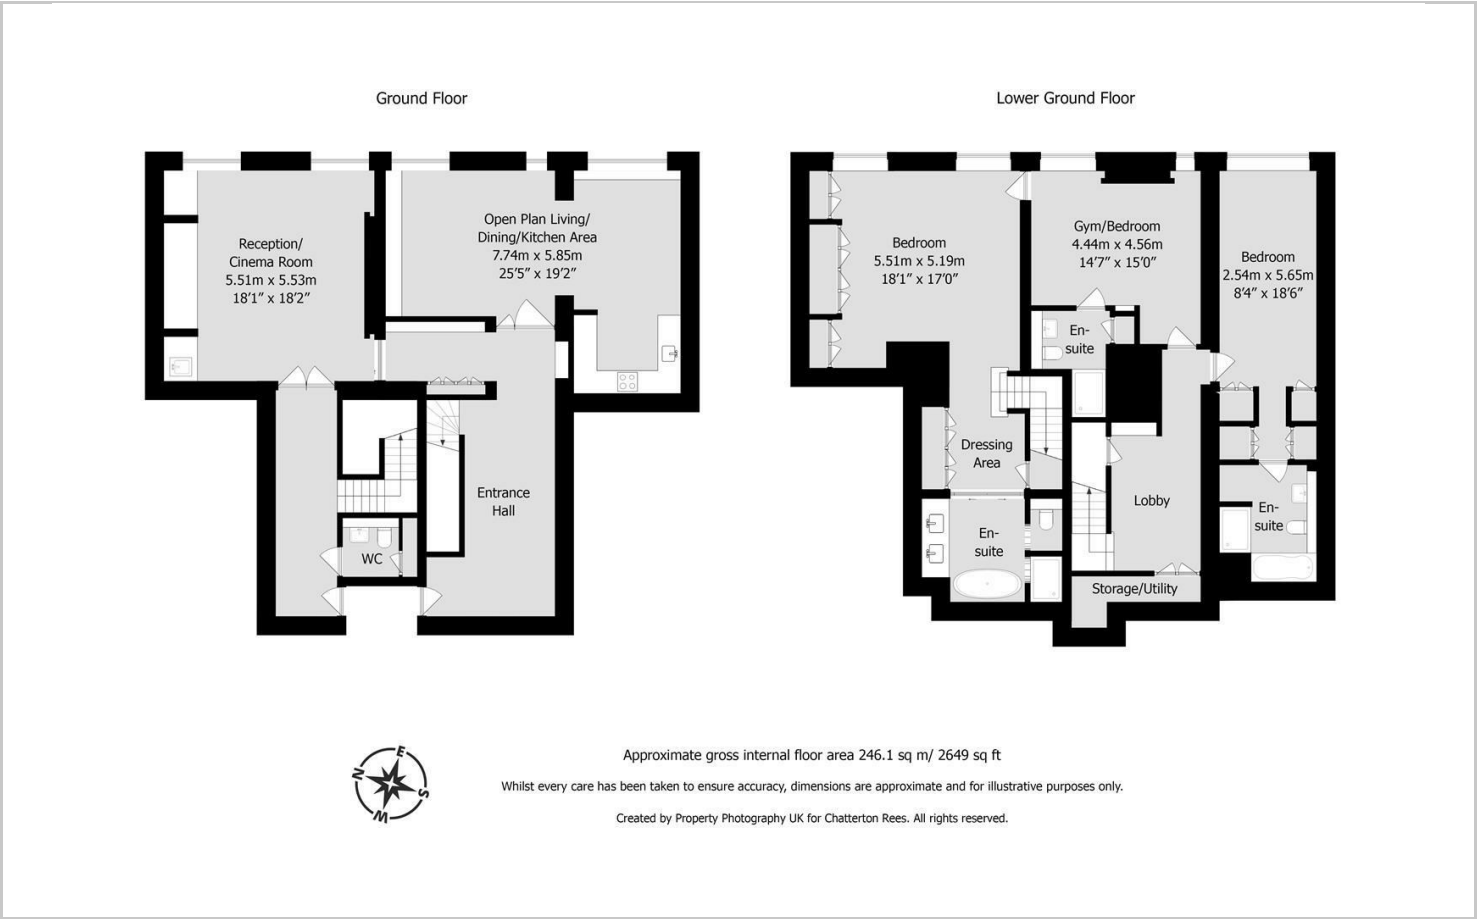 Ground Floor
Lower Ground Floor
Reception/
Cinema Room
5.51m x 5.53m
18'1" x 18'2"
Open Plan Living/
Dining/Kitchen Area
7.74m x 5.85m
25'5" x 19'2"
Entrance
Hall
WC
Bedroom
5.51m x 5.19m
18'1" x 17'0"
Gym/Bedroom
4.44m x 4.56m
14'7" x 15'0"
Bedroom
2.54m x 5.65m
8'4" x 18'6"
En-
suite
Dressing
Area
Lobby
En-
suite
En-
suite
Storage/Utility
E
N
S
W
Approximate gross internal floor area 246.1 sq m/ 2649 sq ft
Whilst every care has been taken to ensure accuracy, dimensions are approximate and for illustrative purposes only.
Created by Property Photography UK for Chatterton Rees. All rights reserved.